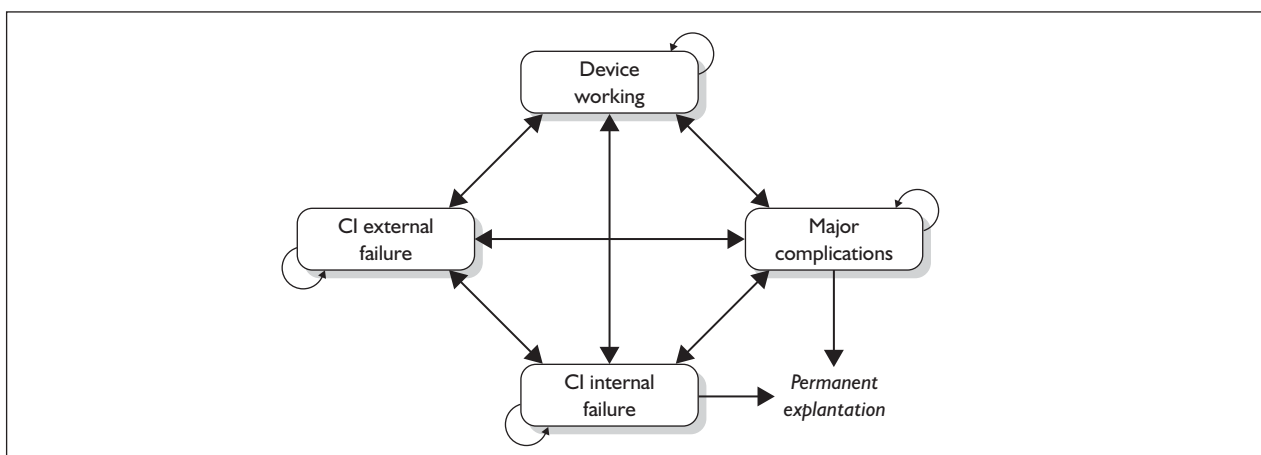 Device
working
CI external
failure
Major
complications
CI internal
failure
Permanent
explantation